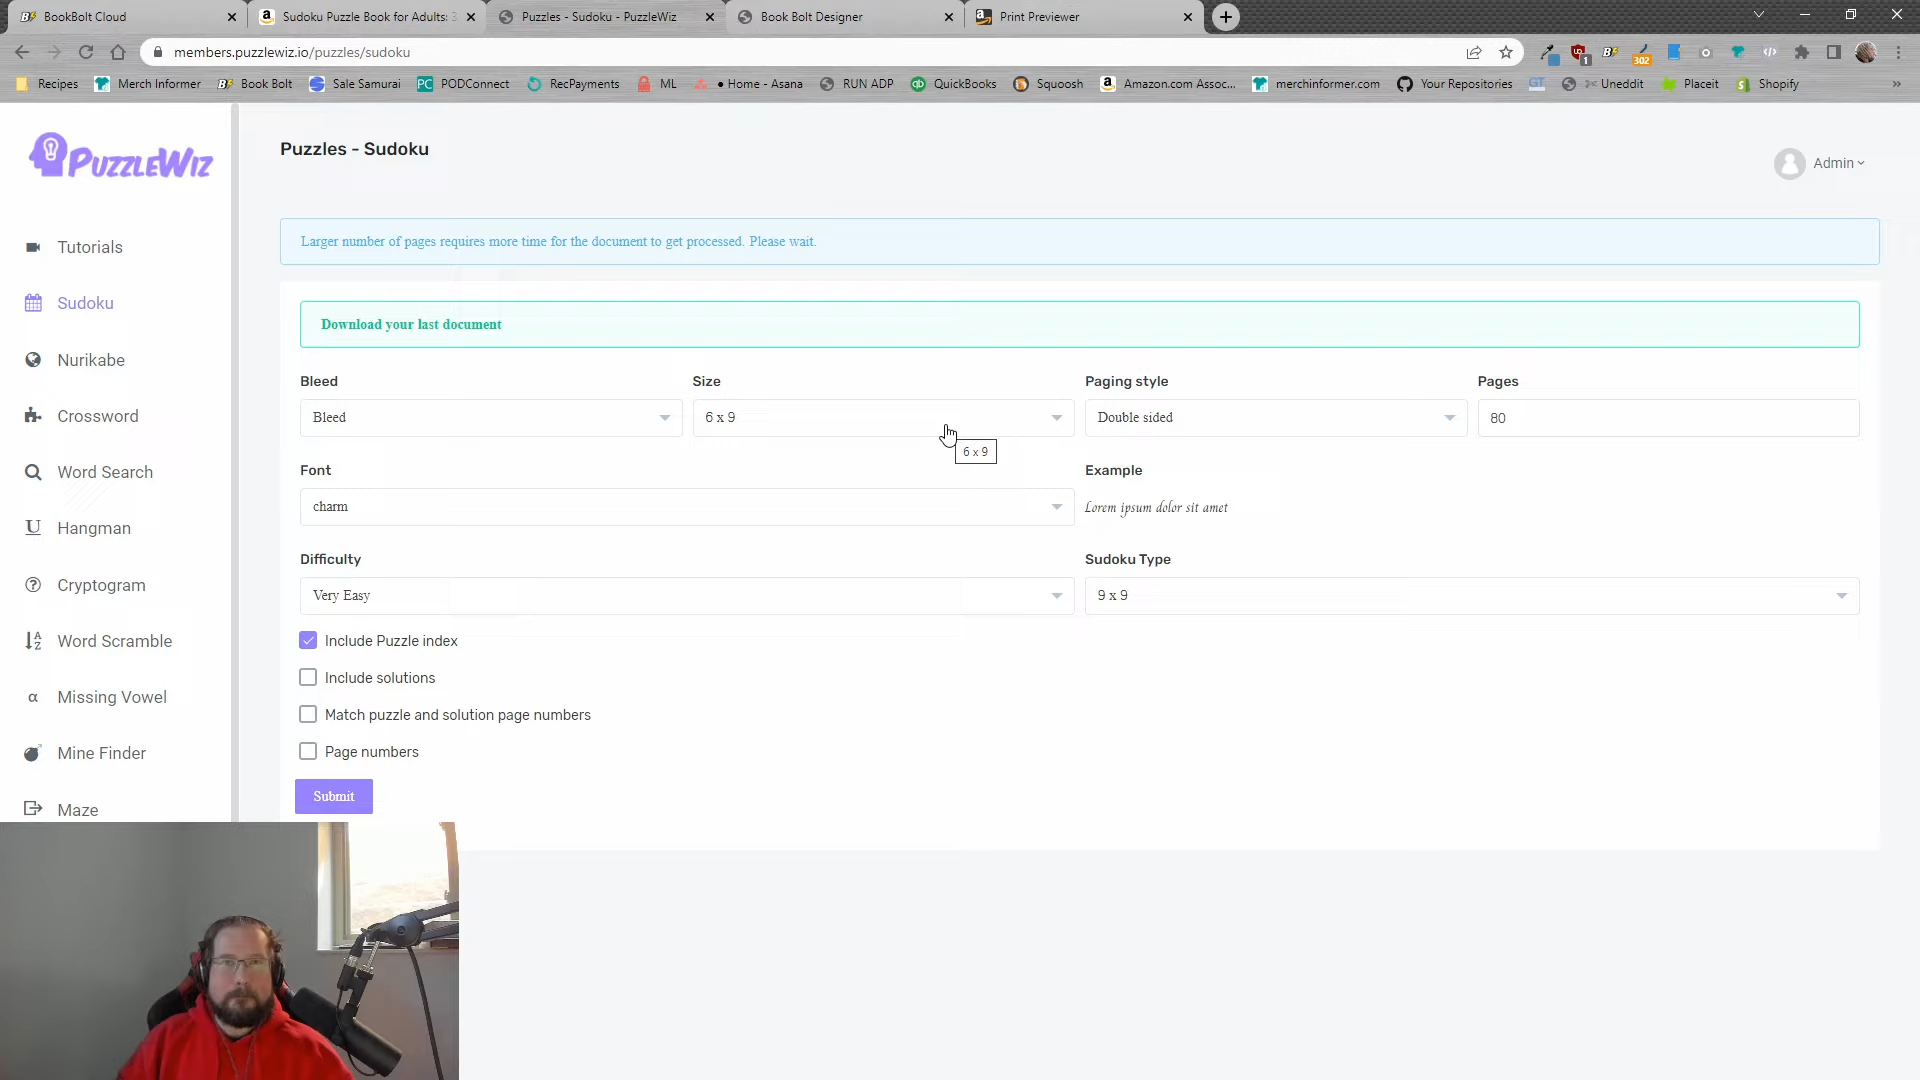 BookBolt Cloud
Sudoku Puzzle Book for Adults: 3
Puzzles - Sudoku - PuzzleWiz
Book Bolt Designer
Print Previewer
members.puzzlewiz.io/puzzles/sudoku
1
302
Recipes
Merch Informer
Book Bolt
Sale Samurai
PODConnect
RecPayments
ML
• Home - Asana
RUN ADP
QuickBooks
Squoosh
Amazon.com Assoc...
merchinformer.com
Your Repositories
GT
Uneddit
Placeit
Shopify
»
PuzzleWiz
Puzzles - Sudoku
Admin
Larger number of pages requires more time for the document to get processed. Please wait.
Tutorials
Sudoku
Nurikabe
Crossword
Word Search
Hangman
Cryptogram
Word Scramble
Missing Vowel
Mine Finder
Maze
Download your last document
Bleed
Size
Paging style
Pages
Bleed
6 x 9
Double sided
80
6 x 9
Font
Example
charm
Lorem ipsum dolor sit amet
Difficulty
Sudoku Type
Very Easy
9 x 9
Include Puzzle index
Include solutions
Match puzzle and solution page numbers
Page numbers
Submit